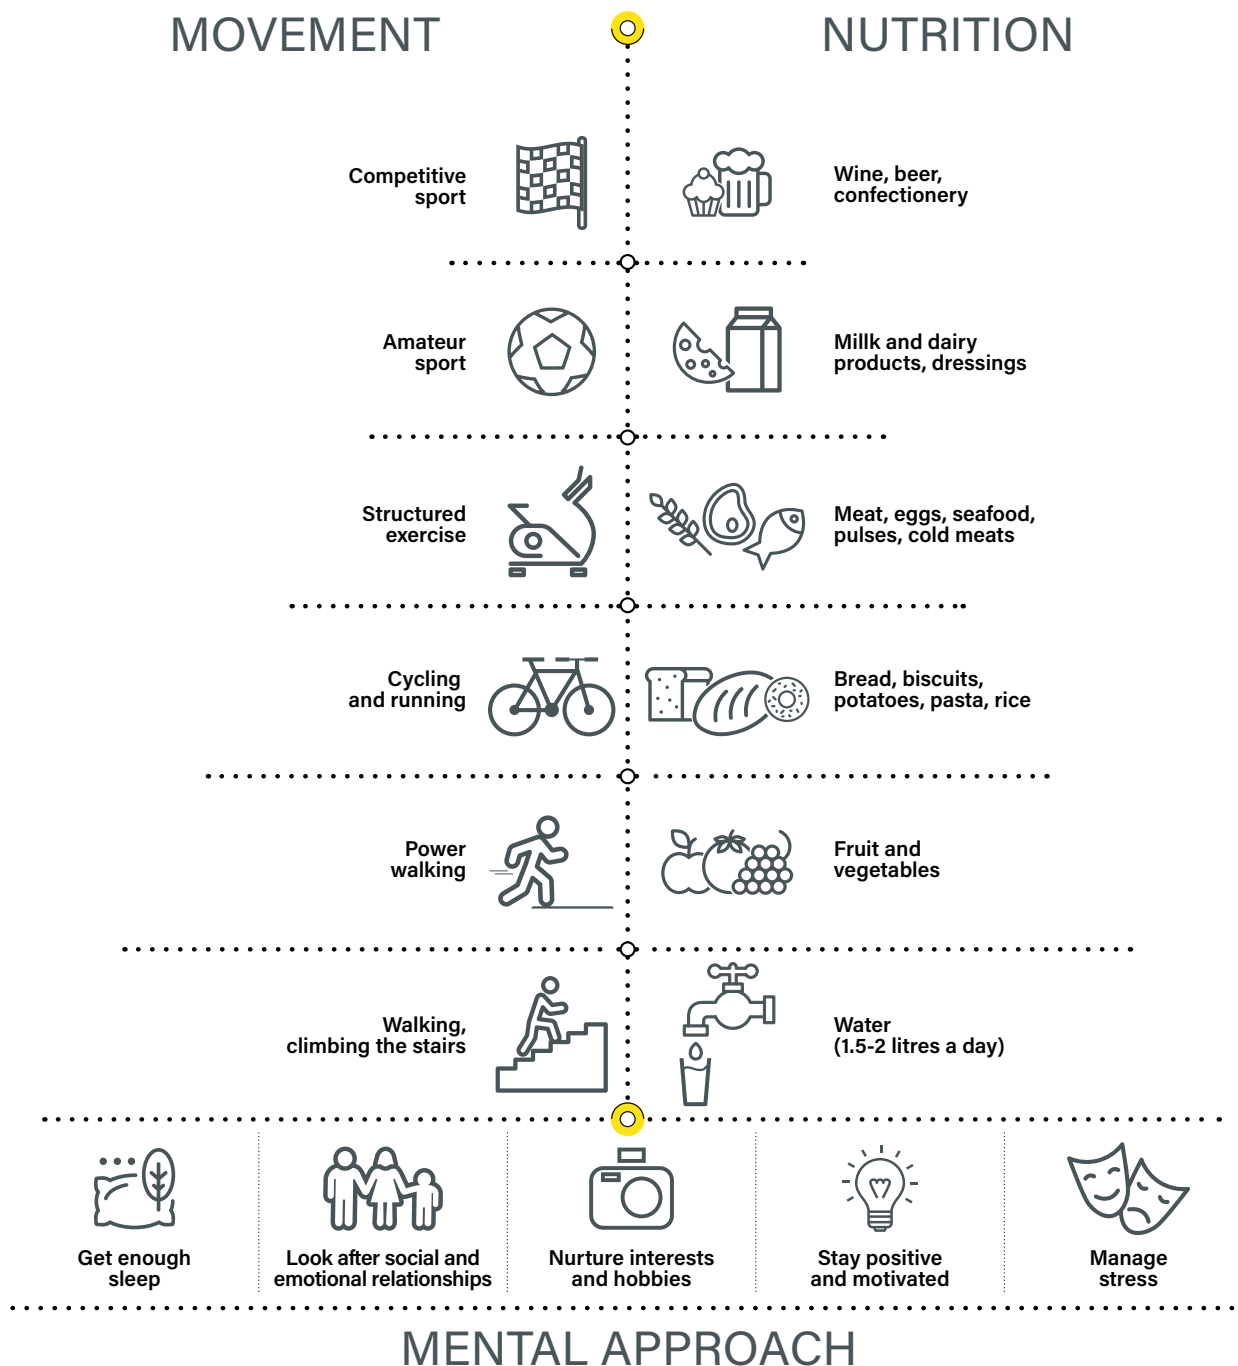 MOVEMENT
NUTRITION
Competitive
sport
Wine, beer,
confectionery
Amateur
sport
Millk and dairy
products, dressings
Structured
exercise
Meat, eggs, seafood,
pulses, cold meats
Cycling
and running
Bread, biscuits,
potatoes, pasta, rice
Power
walking
Fruit and
vegetables
Walking,
climbing the stairs
Water
(1.5-2 litres a day)
Get enough
sleep
Look after social and
emotional relationships
Nurture interests
and hobbies
Stay positive
and motivated
Manage
stress
MENTAL APPROACH